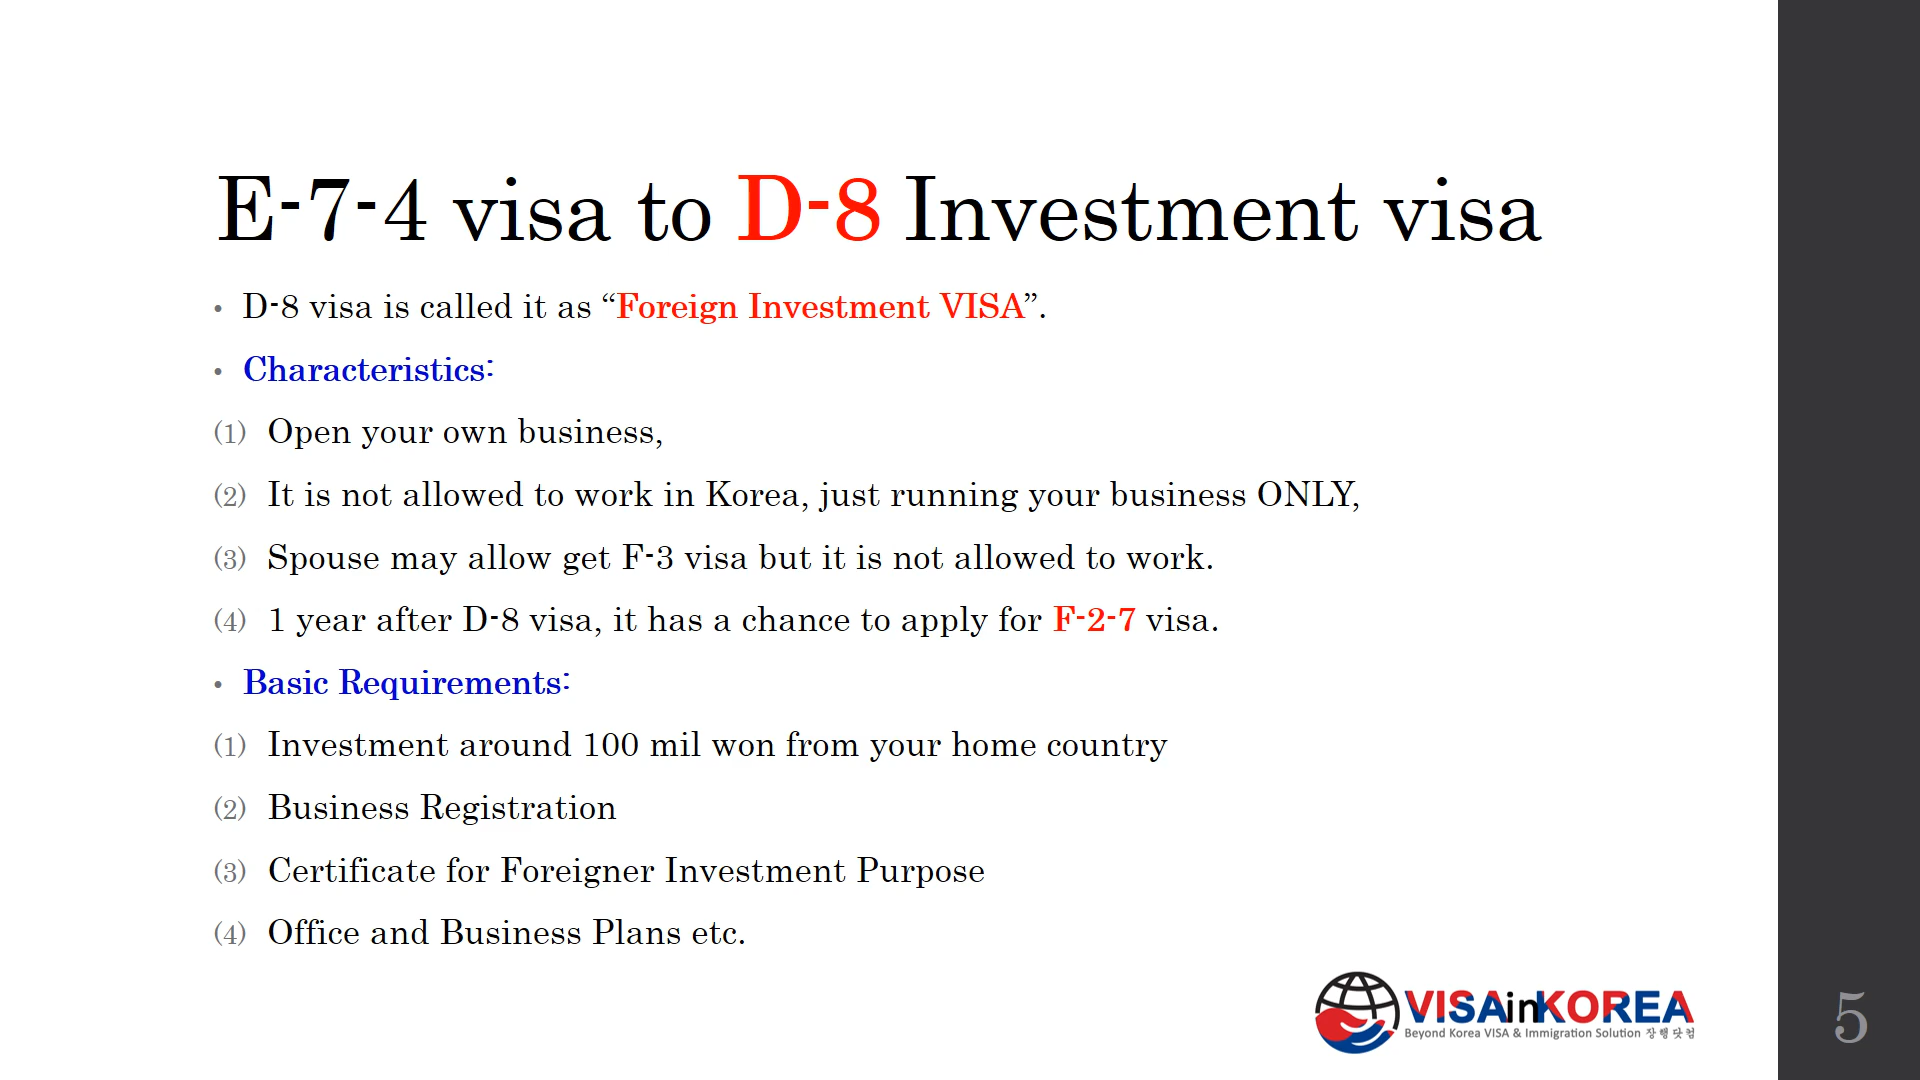 E-7-4 visa to D-8 Investment visa
• D-8 visa is called it as “Foreign Investment VISA”.
• Characteristics:
(1) Open your own business,
(2) It is not allowed to work in Korea, just running your business ONLY,
(3) Spouse may allow get F-3 visa but it is not allowed to work.
(4) 1 year after D-8 visa, it has a chance to apply for F-2-7 visa.
• Basic Requirements:
(1) Investment around 100 mil won from your home country
(2) Business Registration
(3) Certificate for Foreigner Investment Purpose
(4) Office and Business Plans etc.
VISAinKOREA
Beyond Korea VISA & Immigration Solution 장행닷컴
5